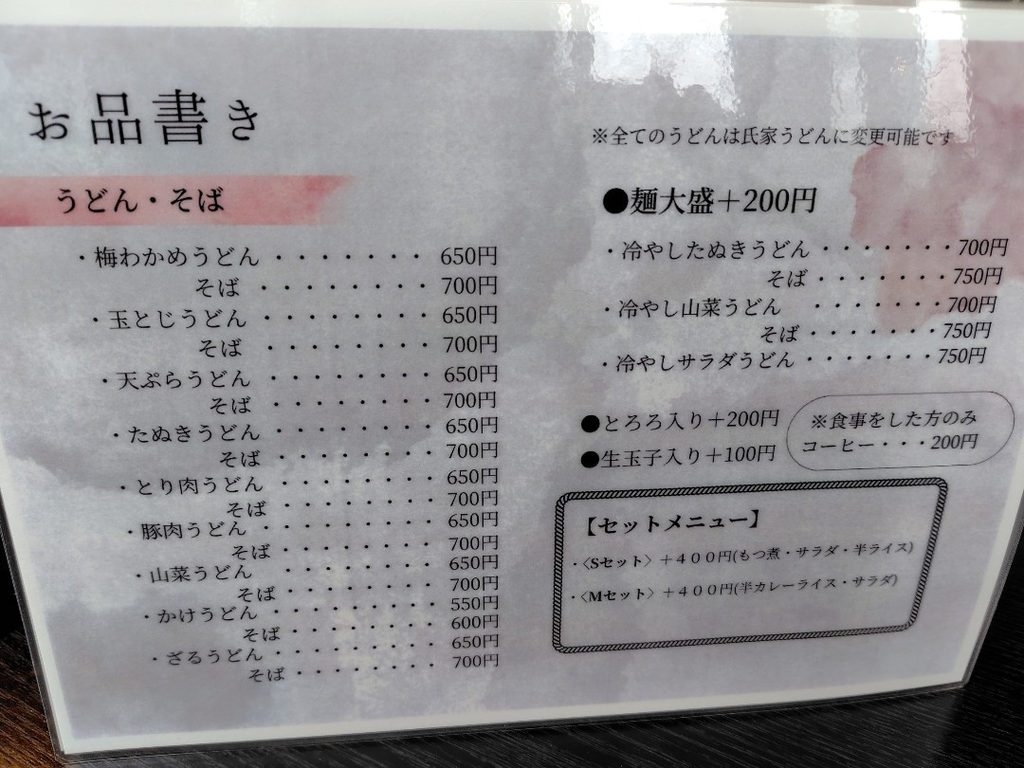 お品書き
うどん・そば
・梅わかめうどん ・・・・・・・ 650円
そば ・・・・・・・・ 700円
・玉とじうどん ・・・・・・・・ 650円
そば ・・・・・・・・ 700円
・天ぷらうどん ・・・・・・・・ 650円
そば ・・・・・・・・ 700円
・たぬきうどん ・・・・・・・・ 650円
そば ・・・・・・・・ 700円
・とり肉うどん ・・・・・・・・ 650円
そば ・・・・・・・・ 700円
・豚肉うどん ・・・・・・・・ 650円
そば ・・・・・・・・ 700円
・山菜うどん ・・・・・・・・ 650円
そば ・・・・・・・・ 700円
・かけうどん ・・・・・・・・ 550円
そば ・・・・・・・・ 600円
・ざるうどん ・・・・・・・・ 650円
そば ・・・・・・・・ 700円
※全てのうどんは氏家うどんに変更可能です
●麺大盛＋200円
・冷やしたぬきうどん ・・・・・・・ 700円
そば ・・・・・・・ 750円
・冷やし山菜うどん ・・・・・・・ 700円
そば ・・・・・・・ 750円
・冷やしサラダうどん ・・・・・・・ 750円
●とろろ入り＋200円
●生玉子入り＋100円
※食事をした方のみ
コーヒー・・・200円
【セットメニュー】
・〈Sセット〉＋４００円(もつ煮・サラダ・半ライス)
・〈Mセット〉＋４００円(半カレーライス・サラダ)